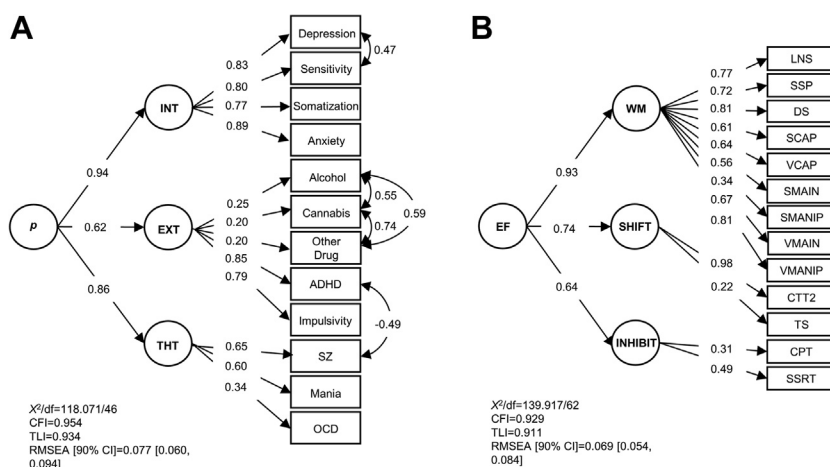 A
Depression
0.47
Sensitivity
Somatization
Anxiety
0.83
0.80
0.77
0.89
INT
0.94
Alcohol
Cannabis
Other
Drug
ADHD
Impulsivity
0.55
0.74
0.59
0.25
0.20
0.20
0.85
0.79
p
0.62
EXT
-0.49
0.86
THT
0.65
0.60
0.34
SZ
Mania
OCD
X²/df=118.071/46
CFI=0.954
TLI=0.934
RMSEA [90% CI]=0.077 [0.060,
0.094]
B
LNS
SSP
DS
SCAP
VCAP
SMAIN
SMANIP
VMAIN
VMANIP
CTT2
TS
CPT
SSRT
0.77
0.72
0.81
0.61
0.64
0.56
0.34
0.67
0.81
WM
0.93
EF
0.74
SHIFT
0.98
0.22
0.64
INHIBIT
0.31
0.49
X²/df=139.917/62
CFI=0.929
TLI=0.911
RMSEA [90% CI]=0.069 [0.054,
0.084]